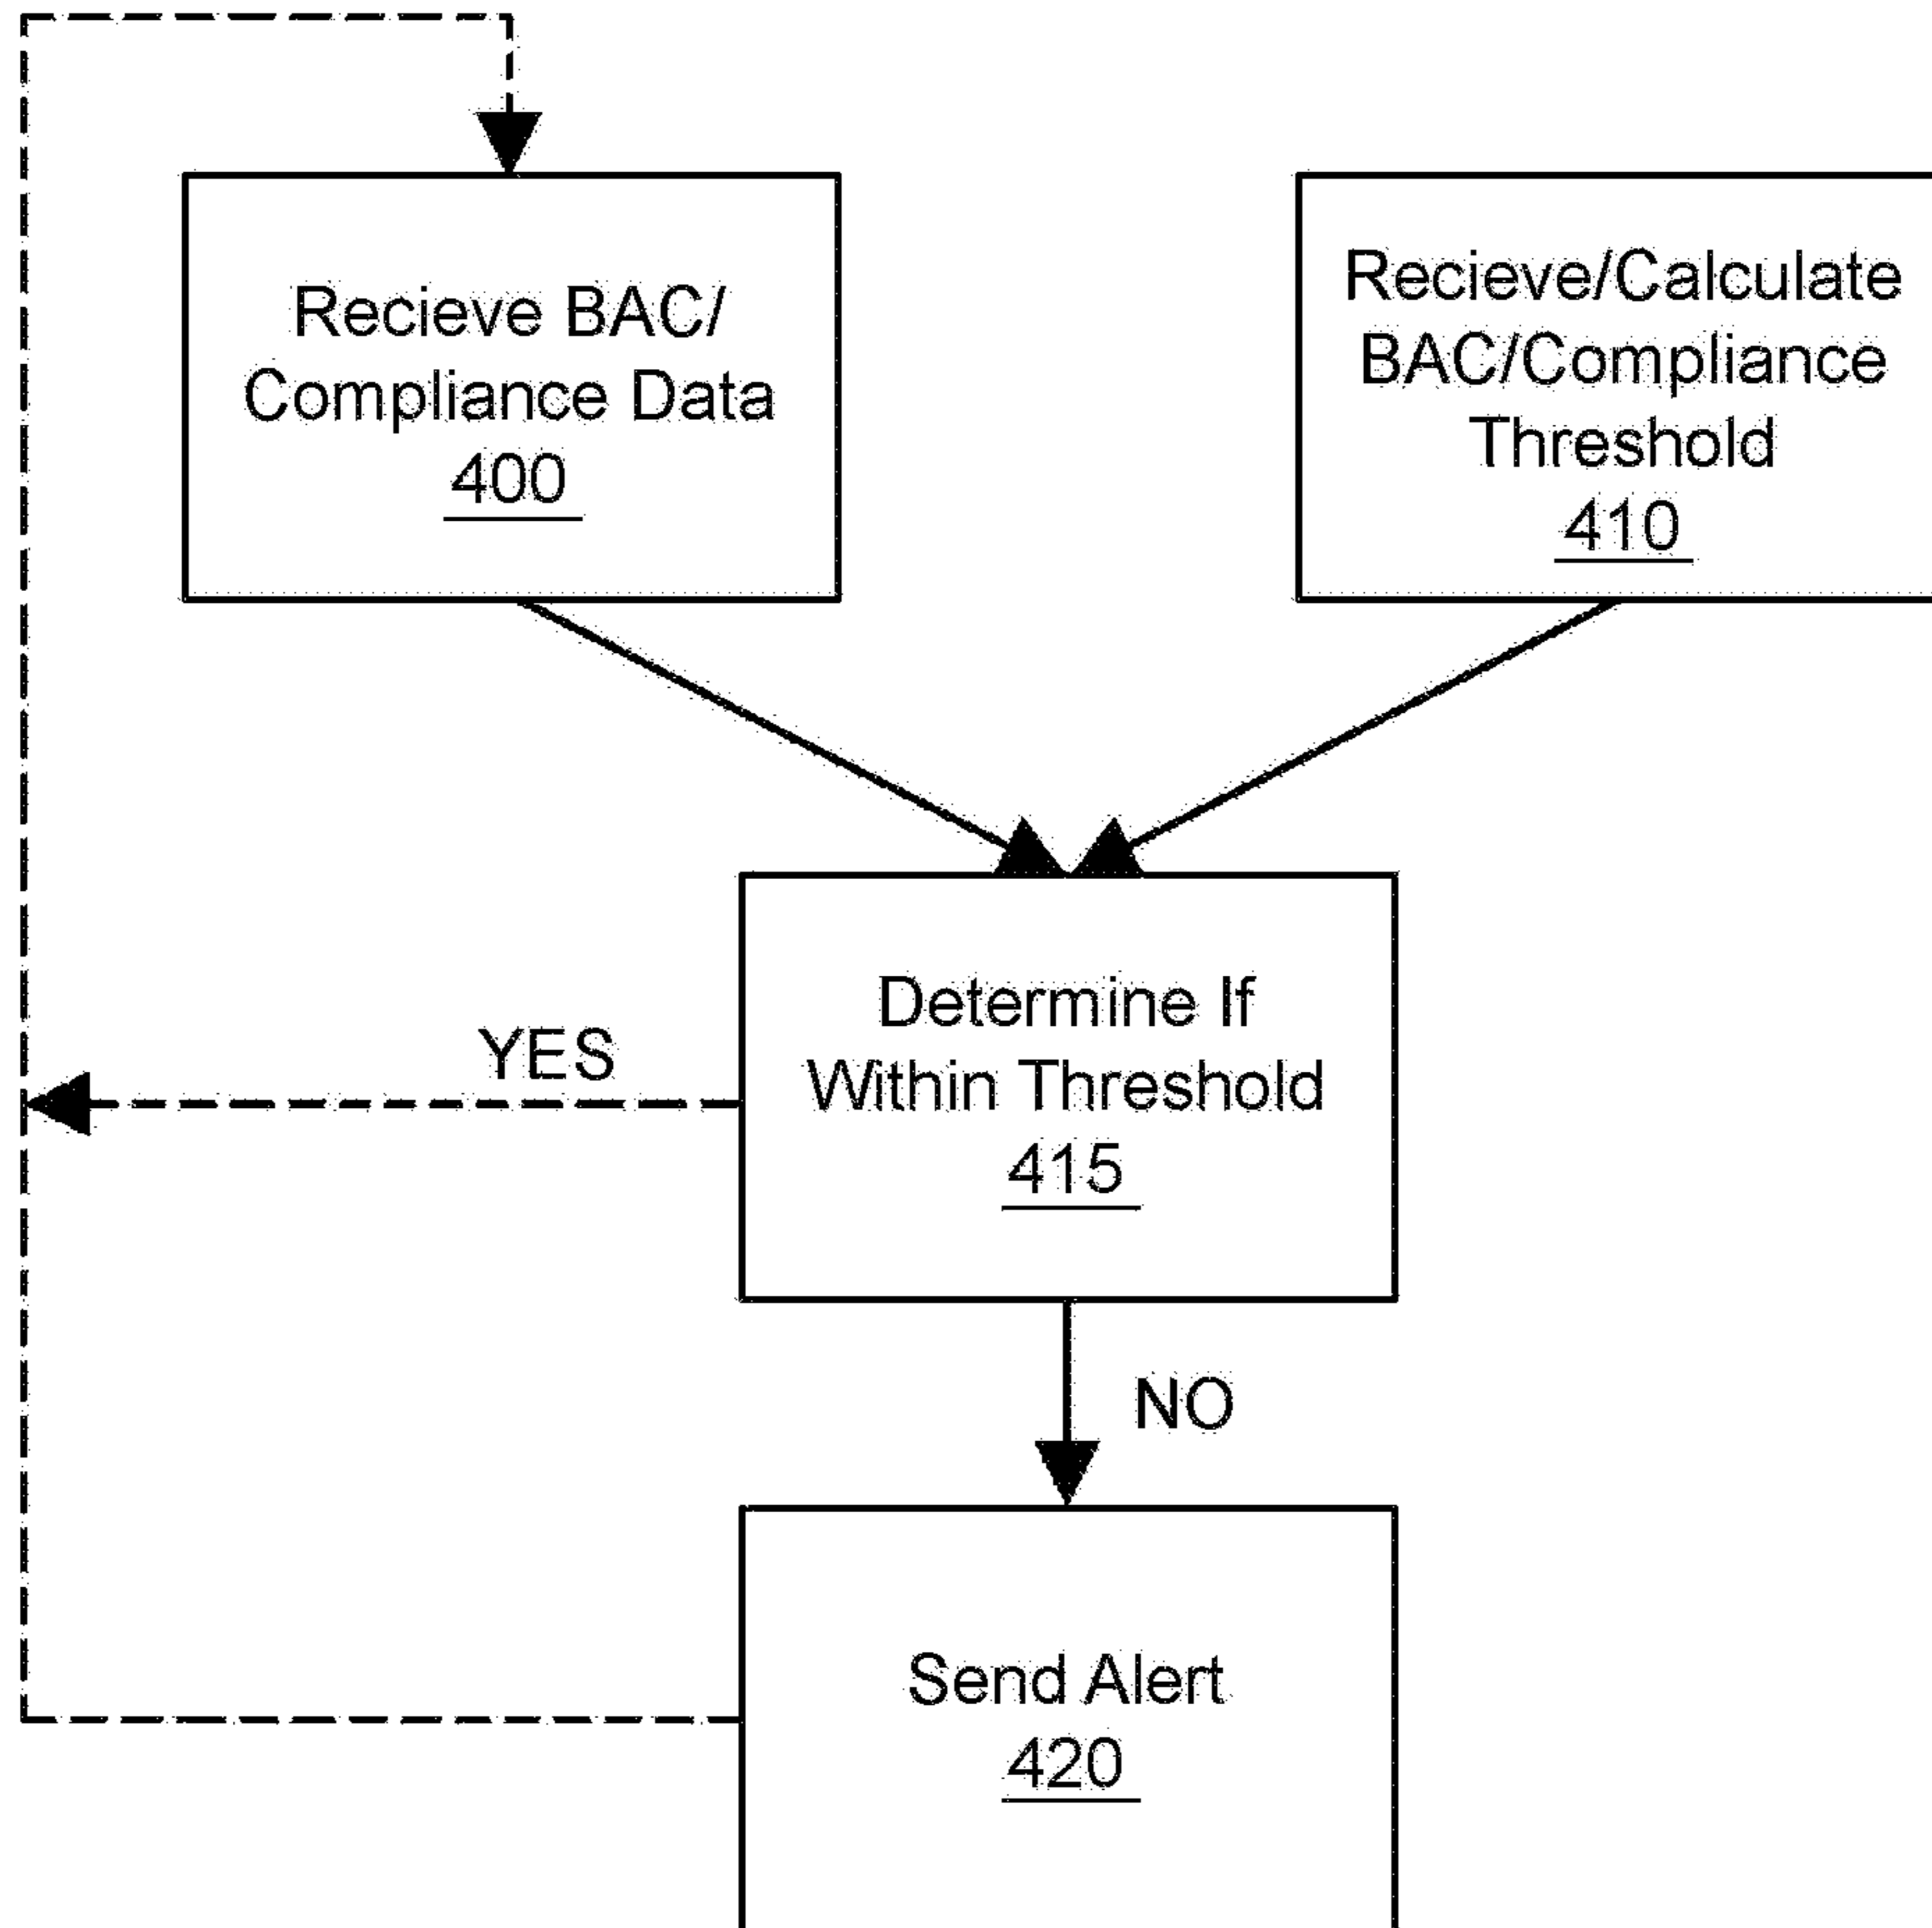 Recieve BAC/
Compliance Data
400
Recieve/Calculate
BAC/Compliance
Threshold
410
Determine If
Within Threshold
415
YES
NO
Send Alert
420